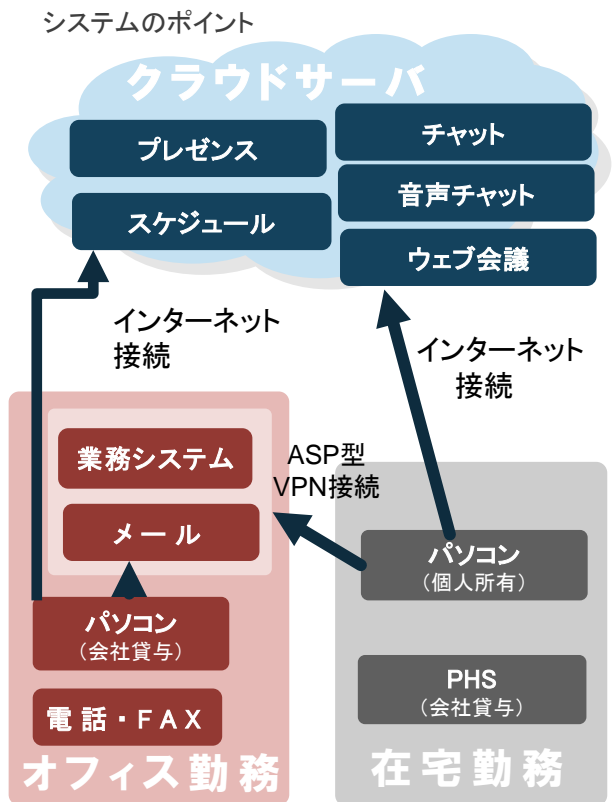 システムのポイント
クラウドサーバ
プレゼンス
チャット
音声チャット
スケジュール
ウェブ会議
インターネット
接続
インターネット
接続
業務システム
メール
ASP型
VPN接続
パソコン
（会社貸与）
電話・FAX
オフィス勤務
パソコン
（個人所有）
PHS
（会社貸与）
在宅勤務